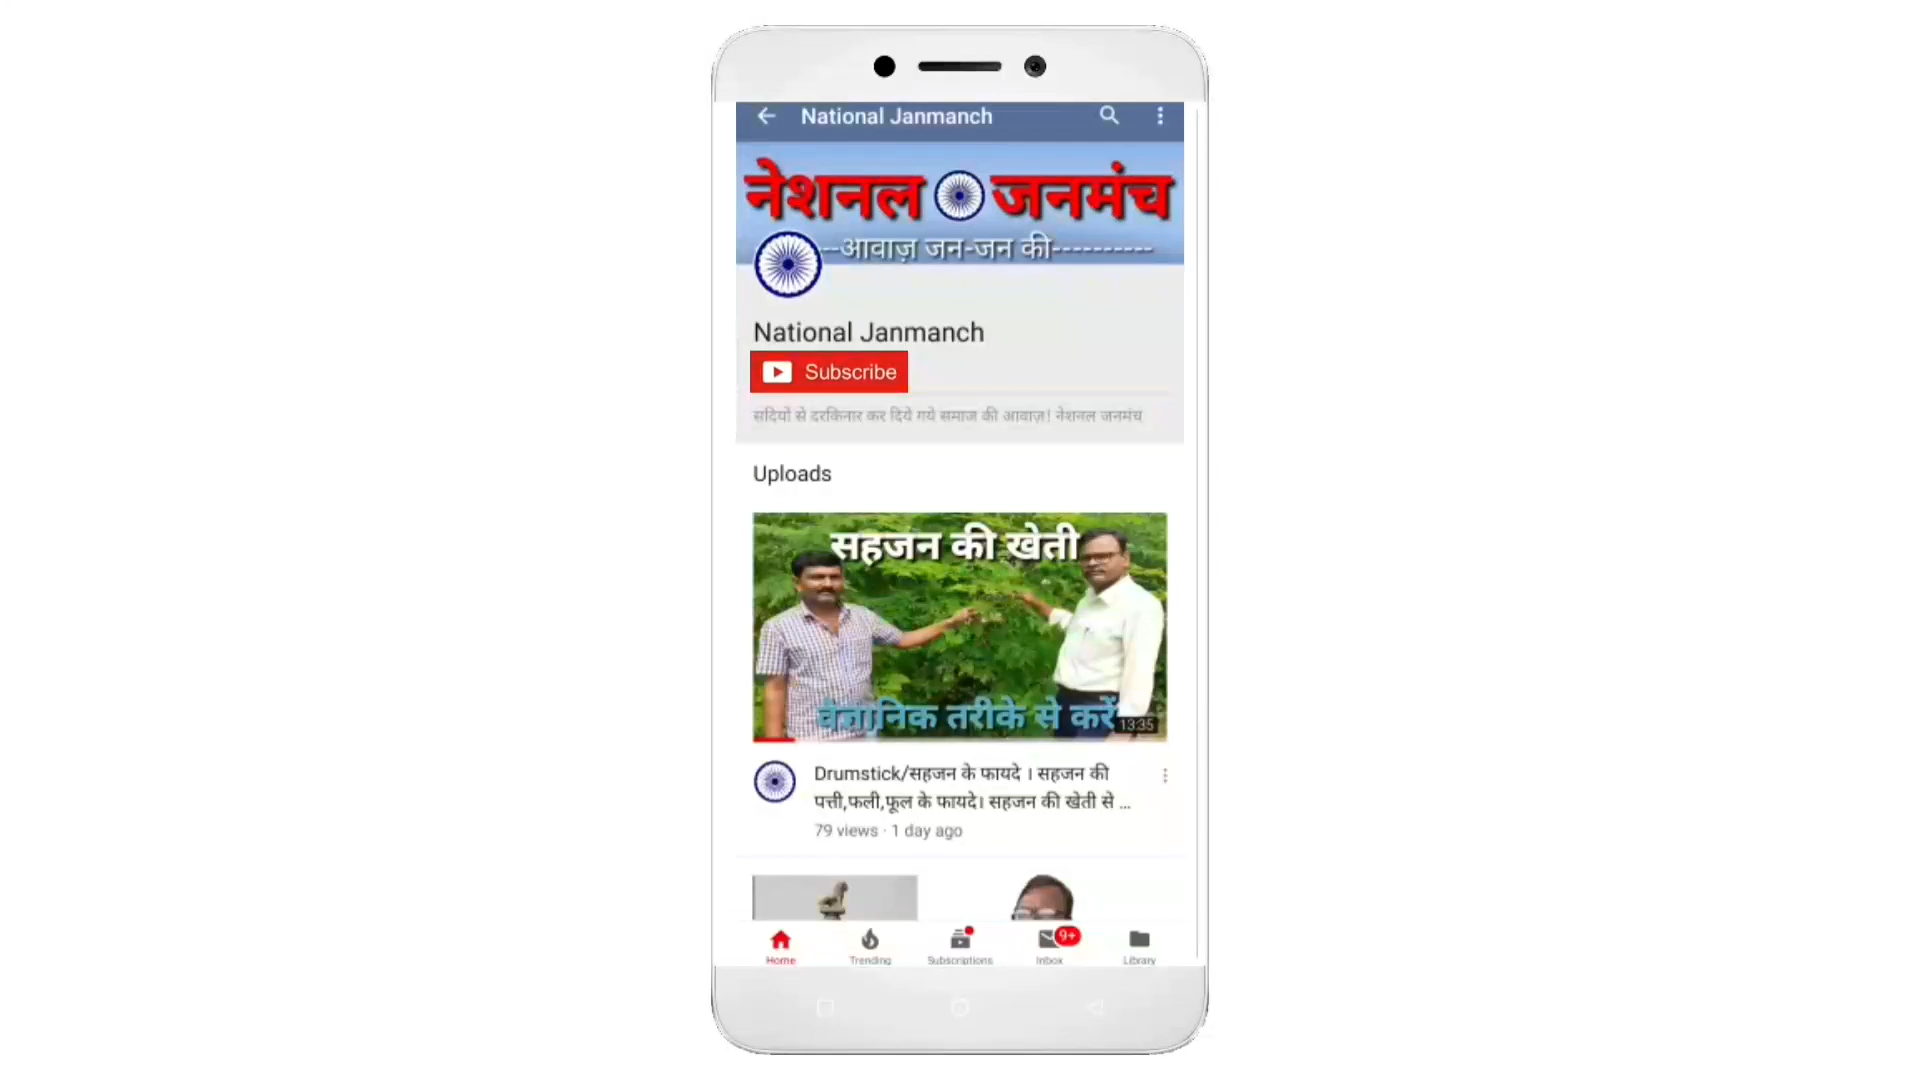 National Janmanch
नेशनल जनमंच
--आवाज़ जन-जन की----------
National Janmanch
Subscribe
सदियों से दरकिनार कर दिये गये समाज की आवाज़! नेशनल जनमंच
Uploads
सहजन की खेती
वैज्ञानिक तरीके से करें
13:35
Drumstick/सहजन के फायदे । सहजन की
पत्ती,फली,फूल के फायदे। सहजन की खेती से ...
79 views · 1 day ago
9+
Home Trending Subscriptions Inbox Library